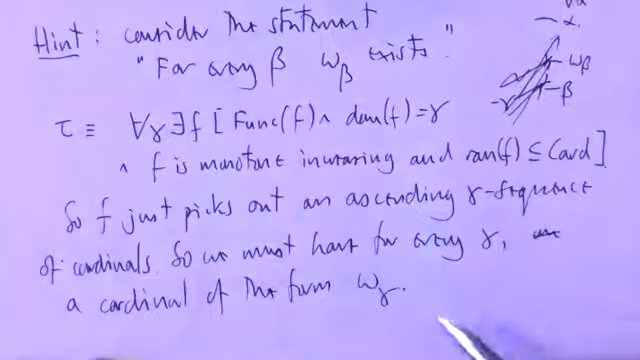 Hint : consider the statement
"For every β ω_β exists."
τ ≡ ∀γ ∃f [ Func(f) ∧ dom(f) = γ
∧ f is monotone increasing and ran(f) ⊆ Card ]
So f just picks out an ascending γ-sequence
of cardinals. So we must have for every γ,
a cardinal of the form ω_γ.
α
ω_β
β